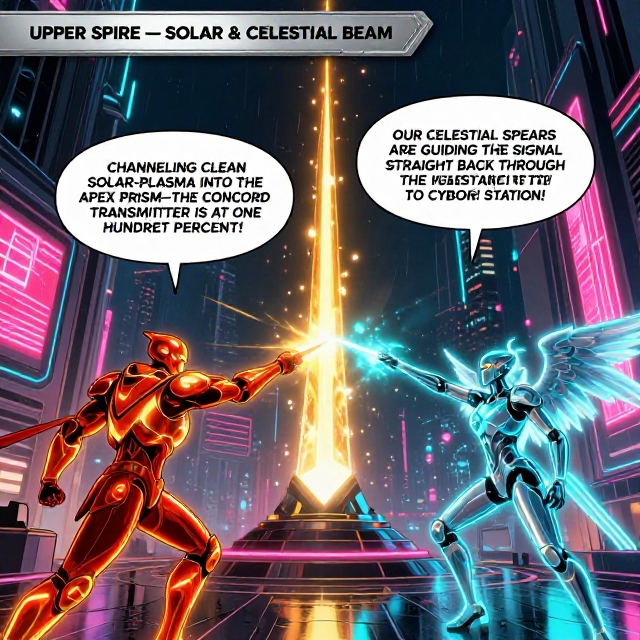 UPPER SPIRE — SOLAR & CELESTIAL BEAM
CHANNELING CLEAN
SOLAR-PLASMA INTO THE
APEX PRISM—THE CONCORD
TRANSMITTER IS AT ONE
HUNDRET PERCENT!
OUR CELESTIAL SPEARS
ARE GUIDING THE SIGNAL
STRAIGHT BACK THROUGH
THE
TO CYBORI STATION!